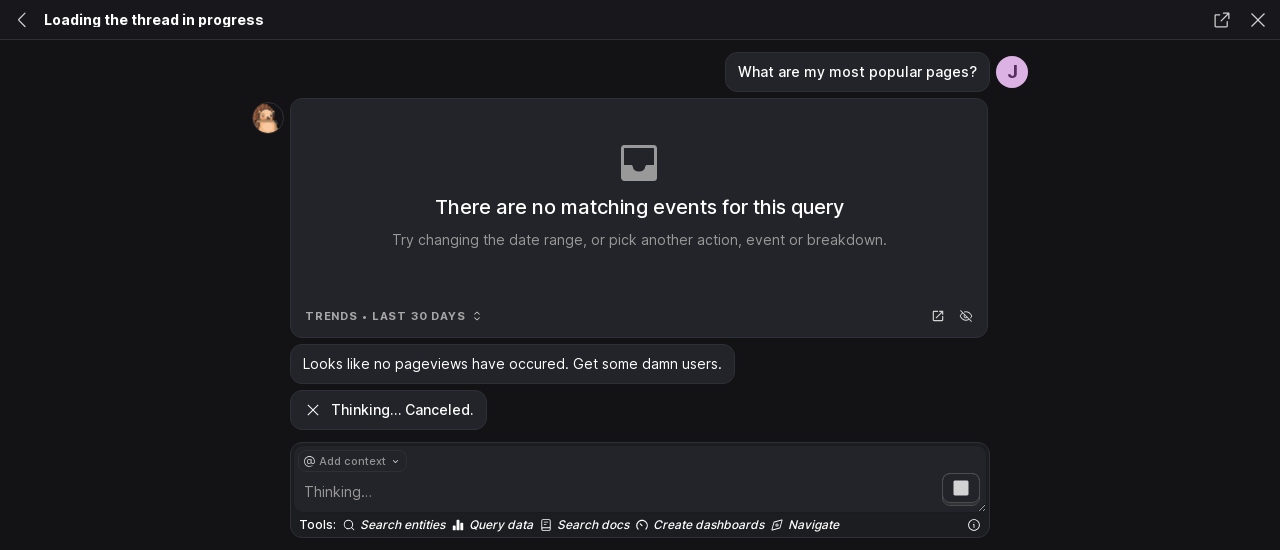 Loading the thread in progress
What are my most popular pages?
J
There are no matching events for this query
Try changing the date range, or pick another action, event or breakdown.
TRENDS • LAST 30 DAYS
Looks like no pageviews have occured. Get some damn users.
Thinking... Canceled.
@ Add context
Thinking...
Tools: Search entities Query data Search docs Create dashboards Navigate